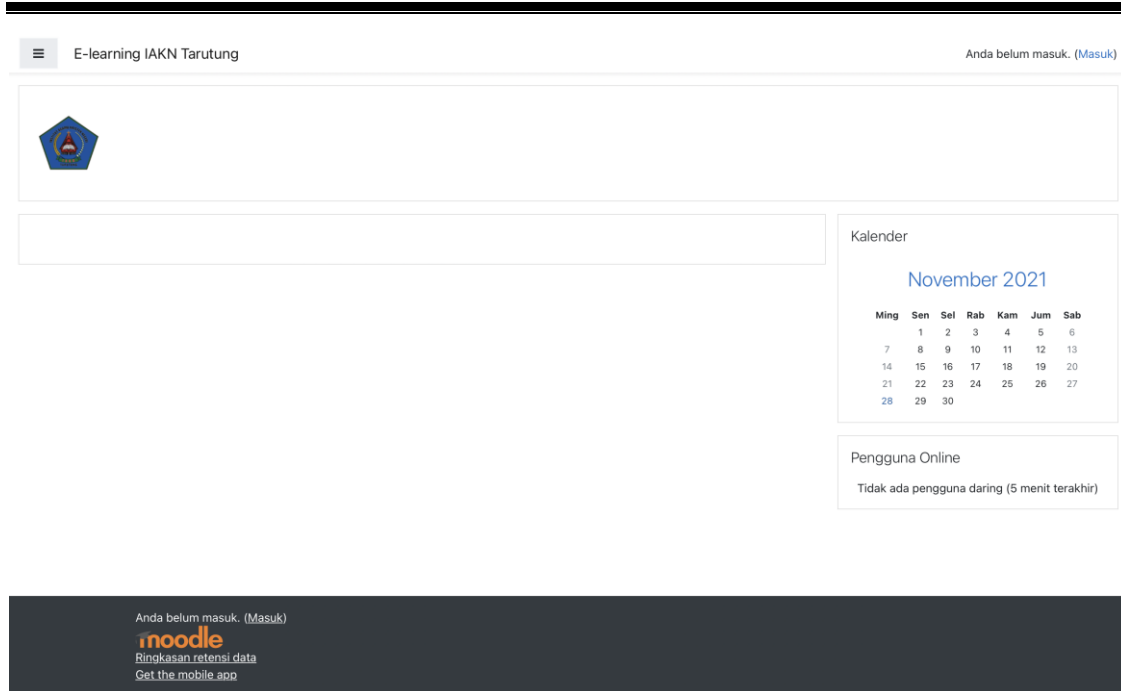 E-learning IAKN Tarutung
Anda belum masuk. (Masuk)
Kalender
November 2021
Ming Sen Sel Rab Kam Jum Sab
1 2 3 4 5 6
7 8 9 10 11 12 13
14 15 16 17 18 19 20
21 22 23 24 25 26 27
28 29 30
Pengguna Online
Tidak ada pengguna daring (5 menit terakhir)
Anda belum masuk. (Masuk)
moodle
Ringkasan retensi data
Get the mobile app